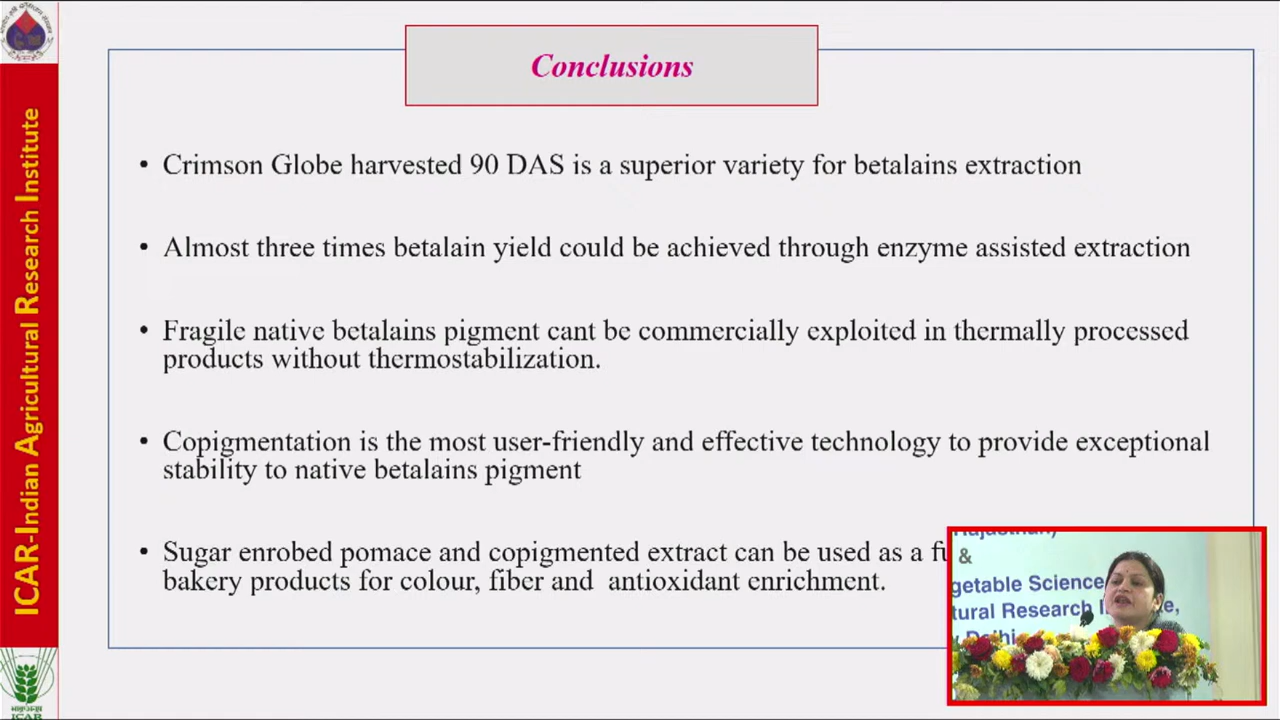 Conclusions
ICAR-Indian Agricultural Research Institute
• Crimson Globe harvested 90 DAS is a superior variety for betalains extraction
• Almost three times betalain yield could be achieved through enzyme assisted extraction
• Fragile native betalains pigment cant be commercially exploited in thermally processed
products without thermostabilization.
• Copigmentation is the most user-friendly and effective technology to provide exceptional
stability to native betalains pigment
• Sugar enrobed pomace and copigmented extract can be used as a
bakery products for colour, fiber and antioxidant enrichment.
&
getable Science
tural Research
ICAR